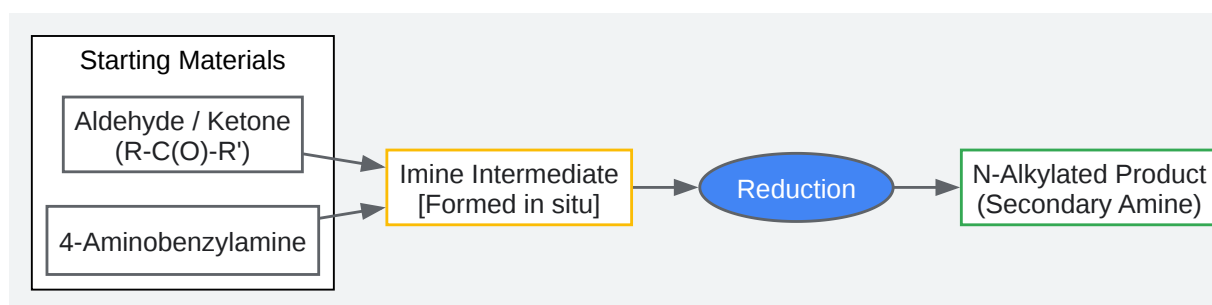 Starting Materials
Aldehyde / Ketone
(R-C(O)-R')
4-Aminobenzylamine
Imine Intermediate
[Formed in situ]
Reduction
N-Alkylated Product
(Secondary Amine)